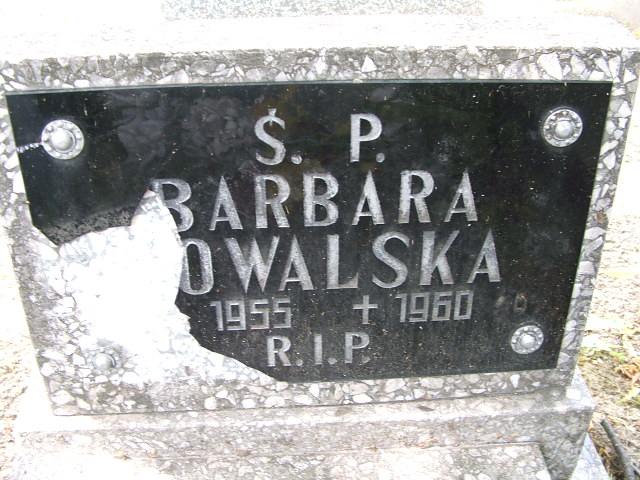 Ś. P.
BARBARA
OWALSKA
1955 + 1960
R.I.P.